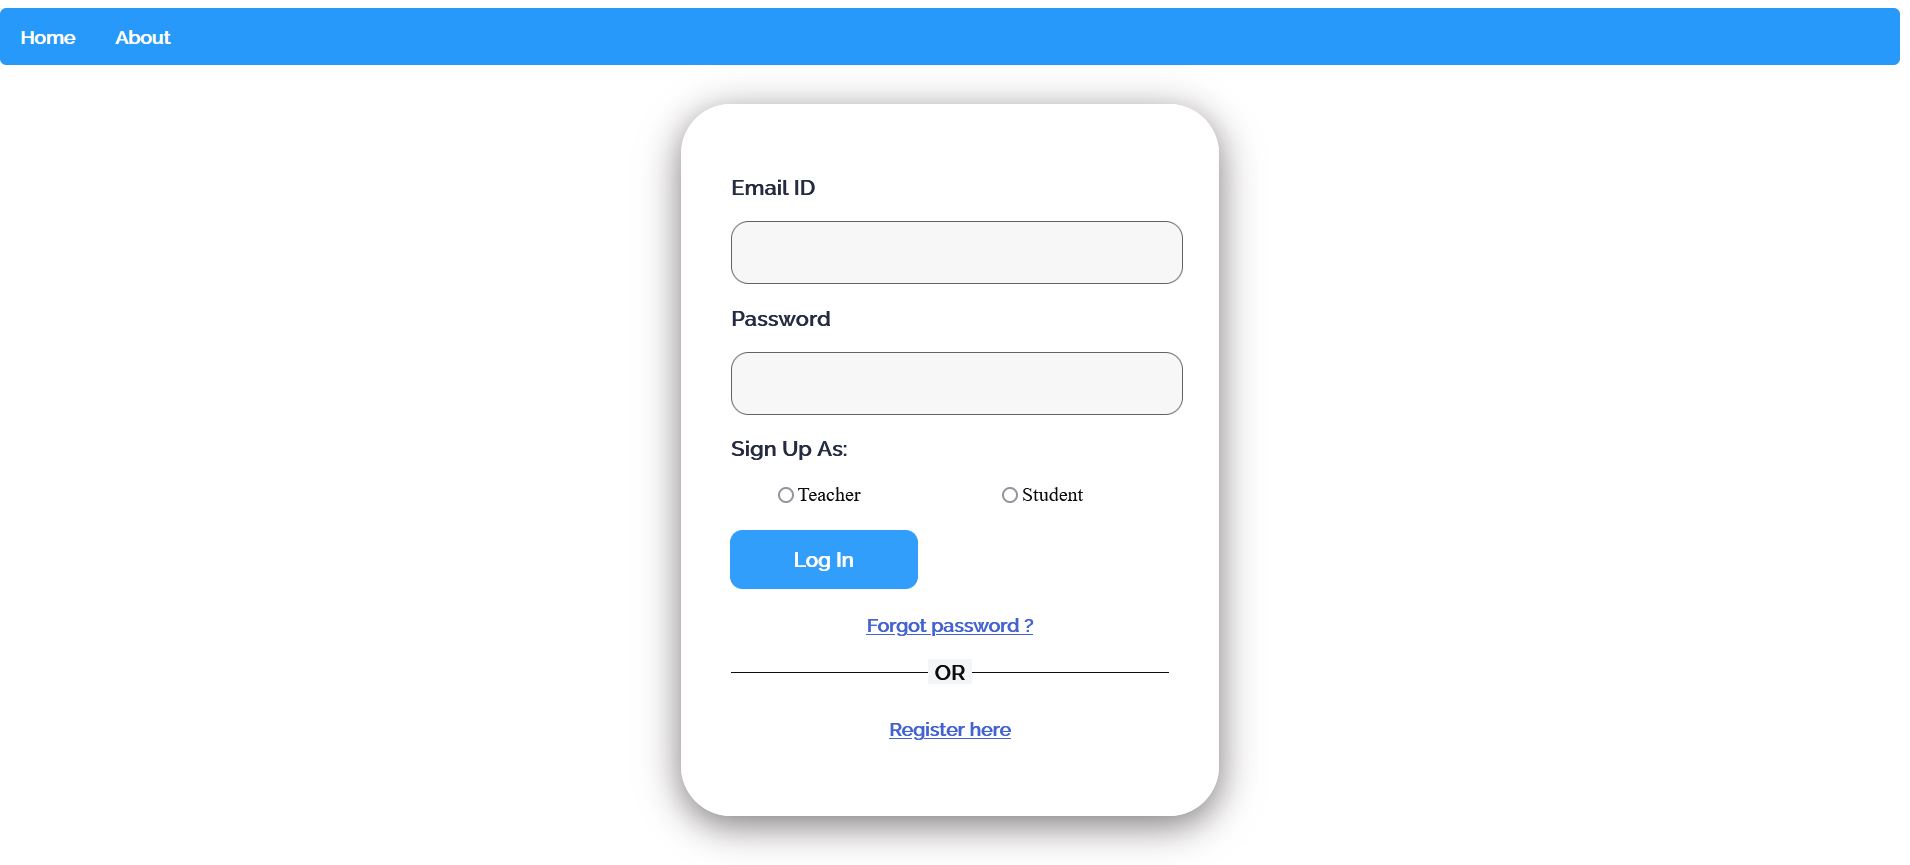 Home About
Email ID
Password
Sign Up As:
Teacher Student
Log In
Forgot password ?
OR
Register here